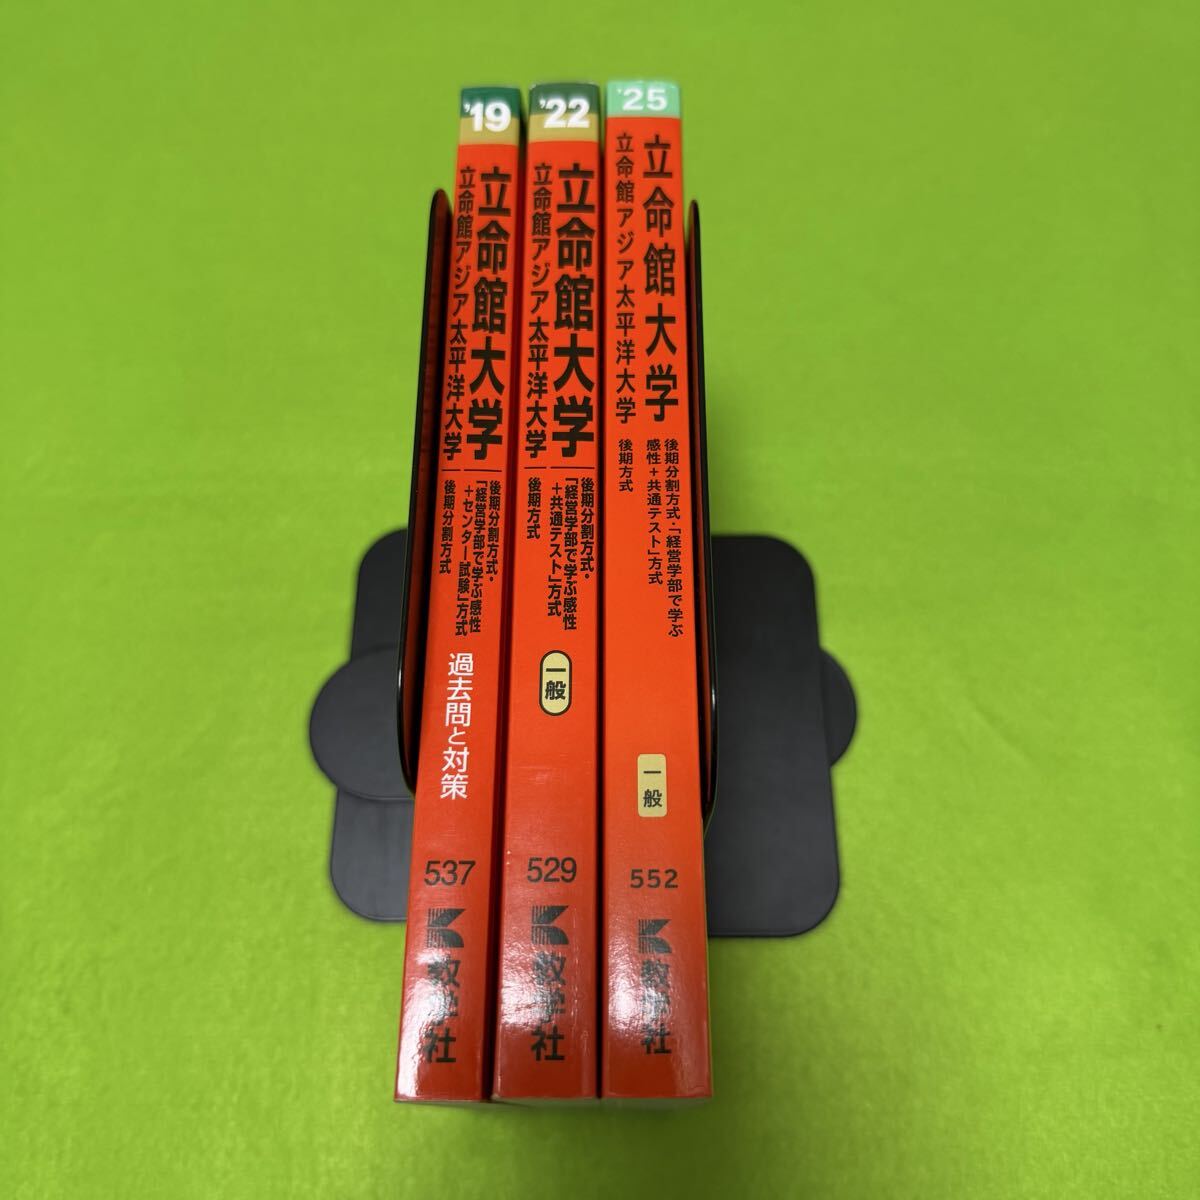 '19
立命館大学
立命館アジア太平洋大学
後期分割方式・
「経営学部で学ぶ感性
+センター試験」方式
後期分割方式
過去問と対策
537
教学社
'22
立命館大学
立命館アジア太平洋大学
後期分割方式・
「経営学部で学ぶ感性
+共通テスト」方式
後期方式
一般
529
教学社
'25
立命館大学
立命館アジア太平洋大学
後期分割方式・「経営学部で学ぶ
感性+共通テスト」方式
後期方式
一般
552
教学社